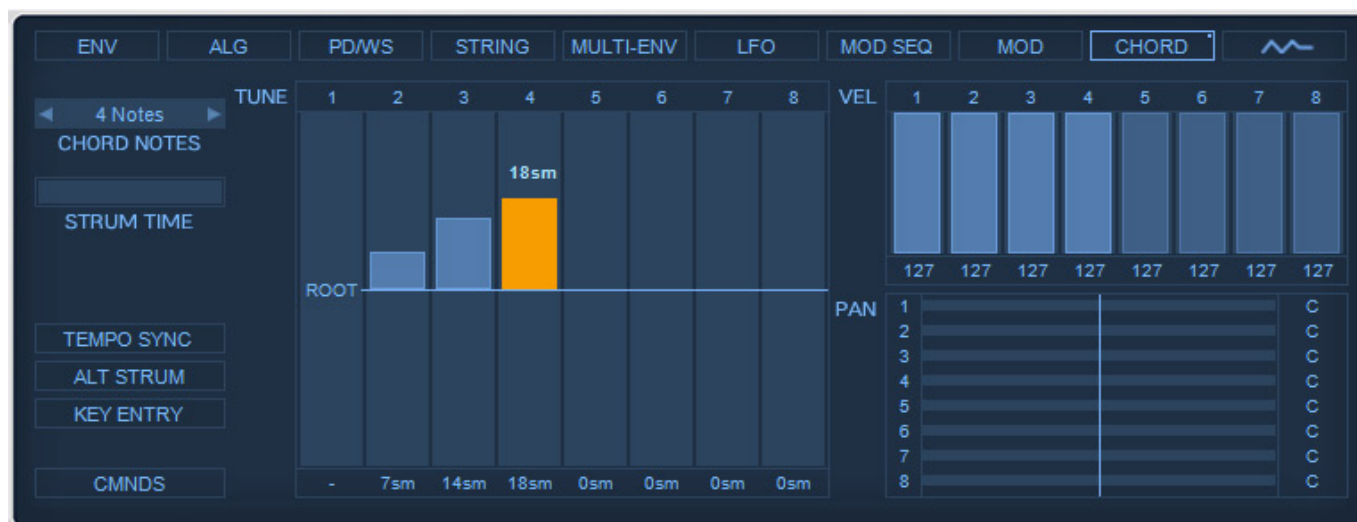 ENV ALG PD/WS STRING MULTI-ENV LFO MOD SEQ MOD CHORD
4 Notes
CHORD NOTES
STRUM TIME
TEMPO SYNC
ALT STRUM
KEY ENTRY
CMNDS
TUNE 1 2 3 4 5 6 7 8
18sm
ROOT
- 7sm 14sm 18sm 0sm 0sm 0sm 0sm
VEL 1 2 3 4 5 6 7 8
127 127 127 127 127 127 127 127
PAN
1 C
2 C
3 C
4 C
5 C
6 C
7 C
8 C